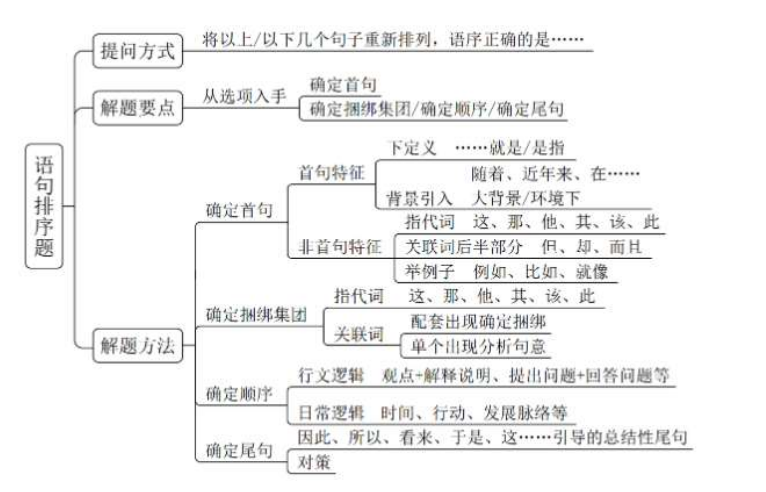 语句排序题
提问方式
将以上/以下几个句子重新排列，语序正确的是……
解题要点
从选项入手
确定首句
确定捆绑集团/确定顺序/确定尾句
解题方法
确定首句
首句特征
下定义 ……就是/是指
背景引入
随着、近年来、在……
大背景/环境下
非首句特征
指代词 这、那、他、其、该、此
关联词后半部分 但、却、而且
举例子 例如、比如、就像
确定捆绑集团
指代词 这、那、他、其、该、此
关联词
配套出现确定捆绑
单个出现分析句意
确定顺序
行文逻辑 观点+解释说明、提出问题+回答问题等
日常逻辑 时间、行动、发展脉络等
确定尾句
因此、所以、看来、于是、这……引导的总结性尾句
对策